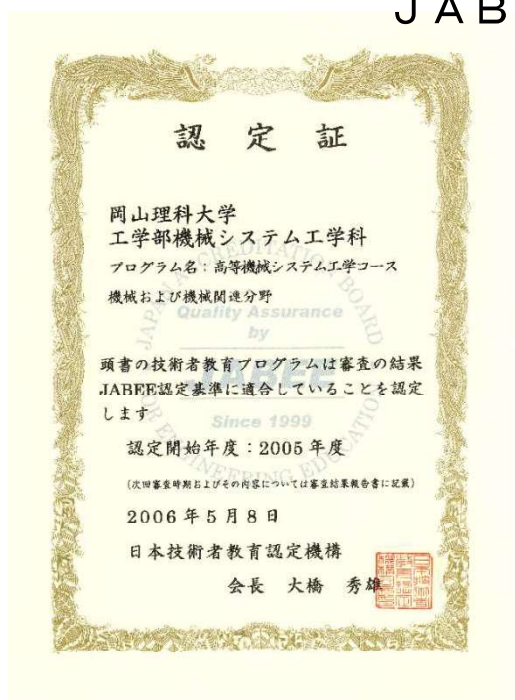 JAB
認定証
岡山理科大学
工学部機械システム工学科
プログラム名：高等機械システム工学コース
機械および機械関連分野
JAPAN ACCREDITATION BOARD
Quality Assurance
by
JABEE
頭書の技術者教育プログラムは審査の結果
JABEE認定基準に適合していることを認定
します
Since 1999
FOR ENGINEERING EDUCATION
認定開始年度：2005年度
(次回審査時期およびその内容については審査結果報告書に記載)
2006年5月8日
日本技術者教育認定機構
会長 大橋 秀雄